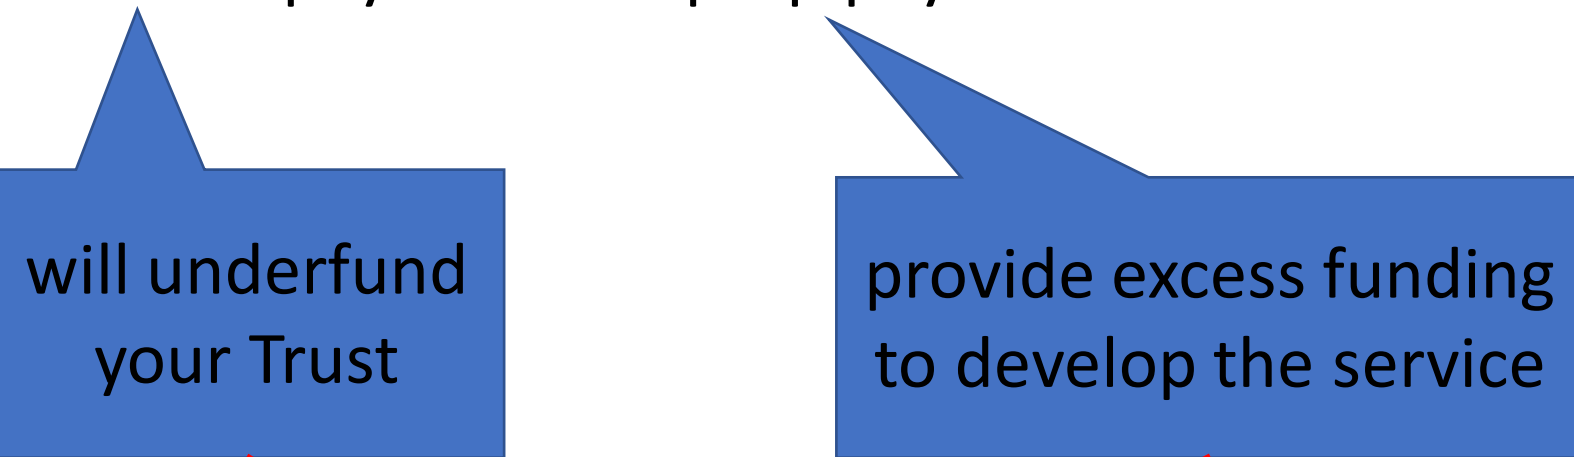 will underfund
your Trust
provide excess funding
to develop the service